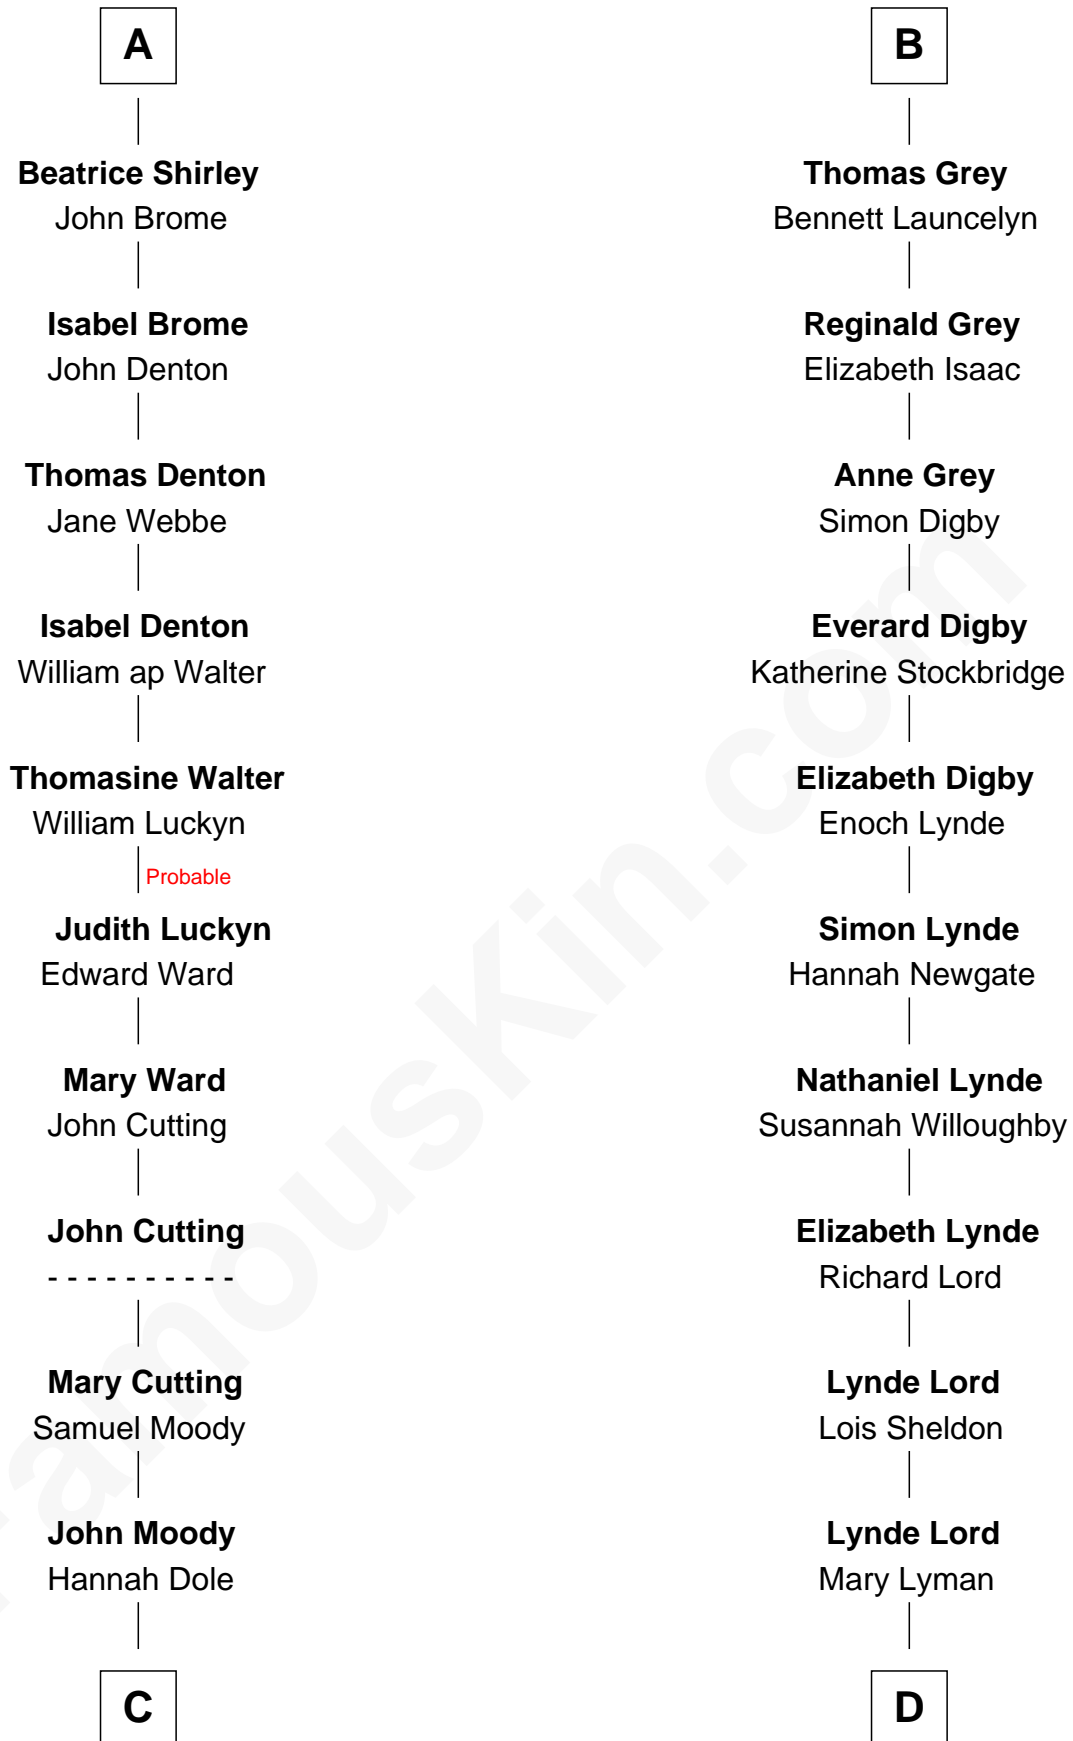 A
B
Beatrice Shirley
John Brome
Thomas Grey
Bennett Launcelyn
Isabel Brome
John Denton
Reginald Grey
Elizabeth Isaac
Thomas Denton
Jane Webbe
Anne Grey
Simon Digby
Isabel Denton
William ap Walter
Everard Digby
Katherine Stockbridge
Thomasine Walter
William Luckyn
Elizabeth Digby
Enoch Lynde
Probable
Judith Luckyn
Edward Ward
Simon Lynde
Hannah Newgate
Mary Ward
John Cutting
Nathaniel Lynde
Susannah Willoughby
John Cutting
- - - - - - - - - -
Elizabeth Lynde
Richard Lord
Mary Cutting
Samuel Moody
Lynde Lord
Lois Sheldon
John Moody
Hannah Dole
Lynde Lord
Mary Lyman
C
D
FamousKin.com